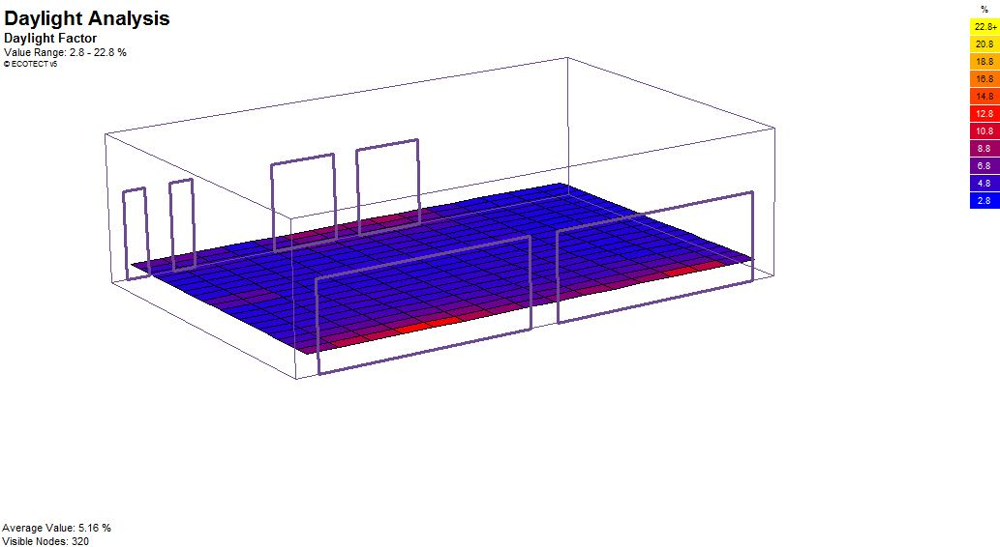 Daylight Analysis
Daylight Factor
Value Range: 2.8 - 22.8 %
© ECOTECT v5
%
22.8+
20.8
18.8
16.8
14.8
12.8
10.8
8.8
6.8
4.8
2.8
Average Value: 5.16 %
Visible Nodes: 320